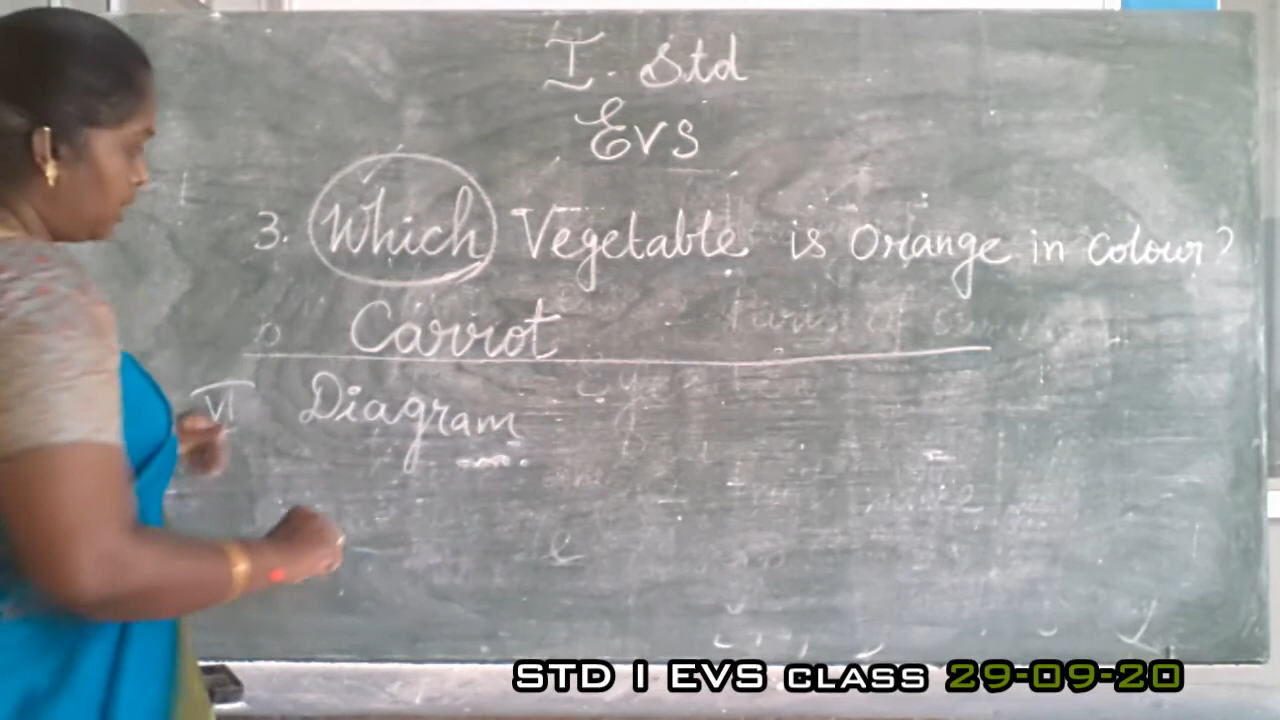 I. Std
EVS
3. Which Vegetable is Orange in Colour?
Carrot
VI Diagram
STD I EVS CLASS 29-09-20